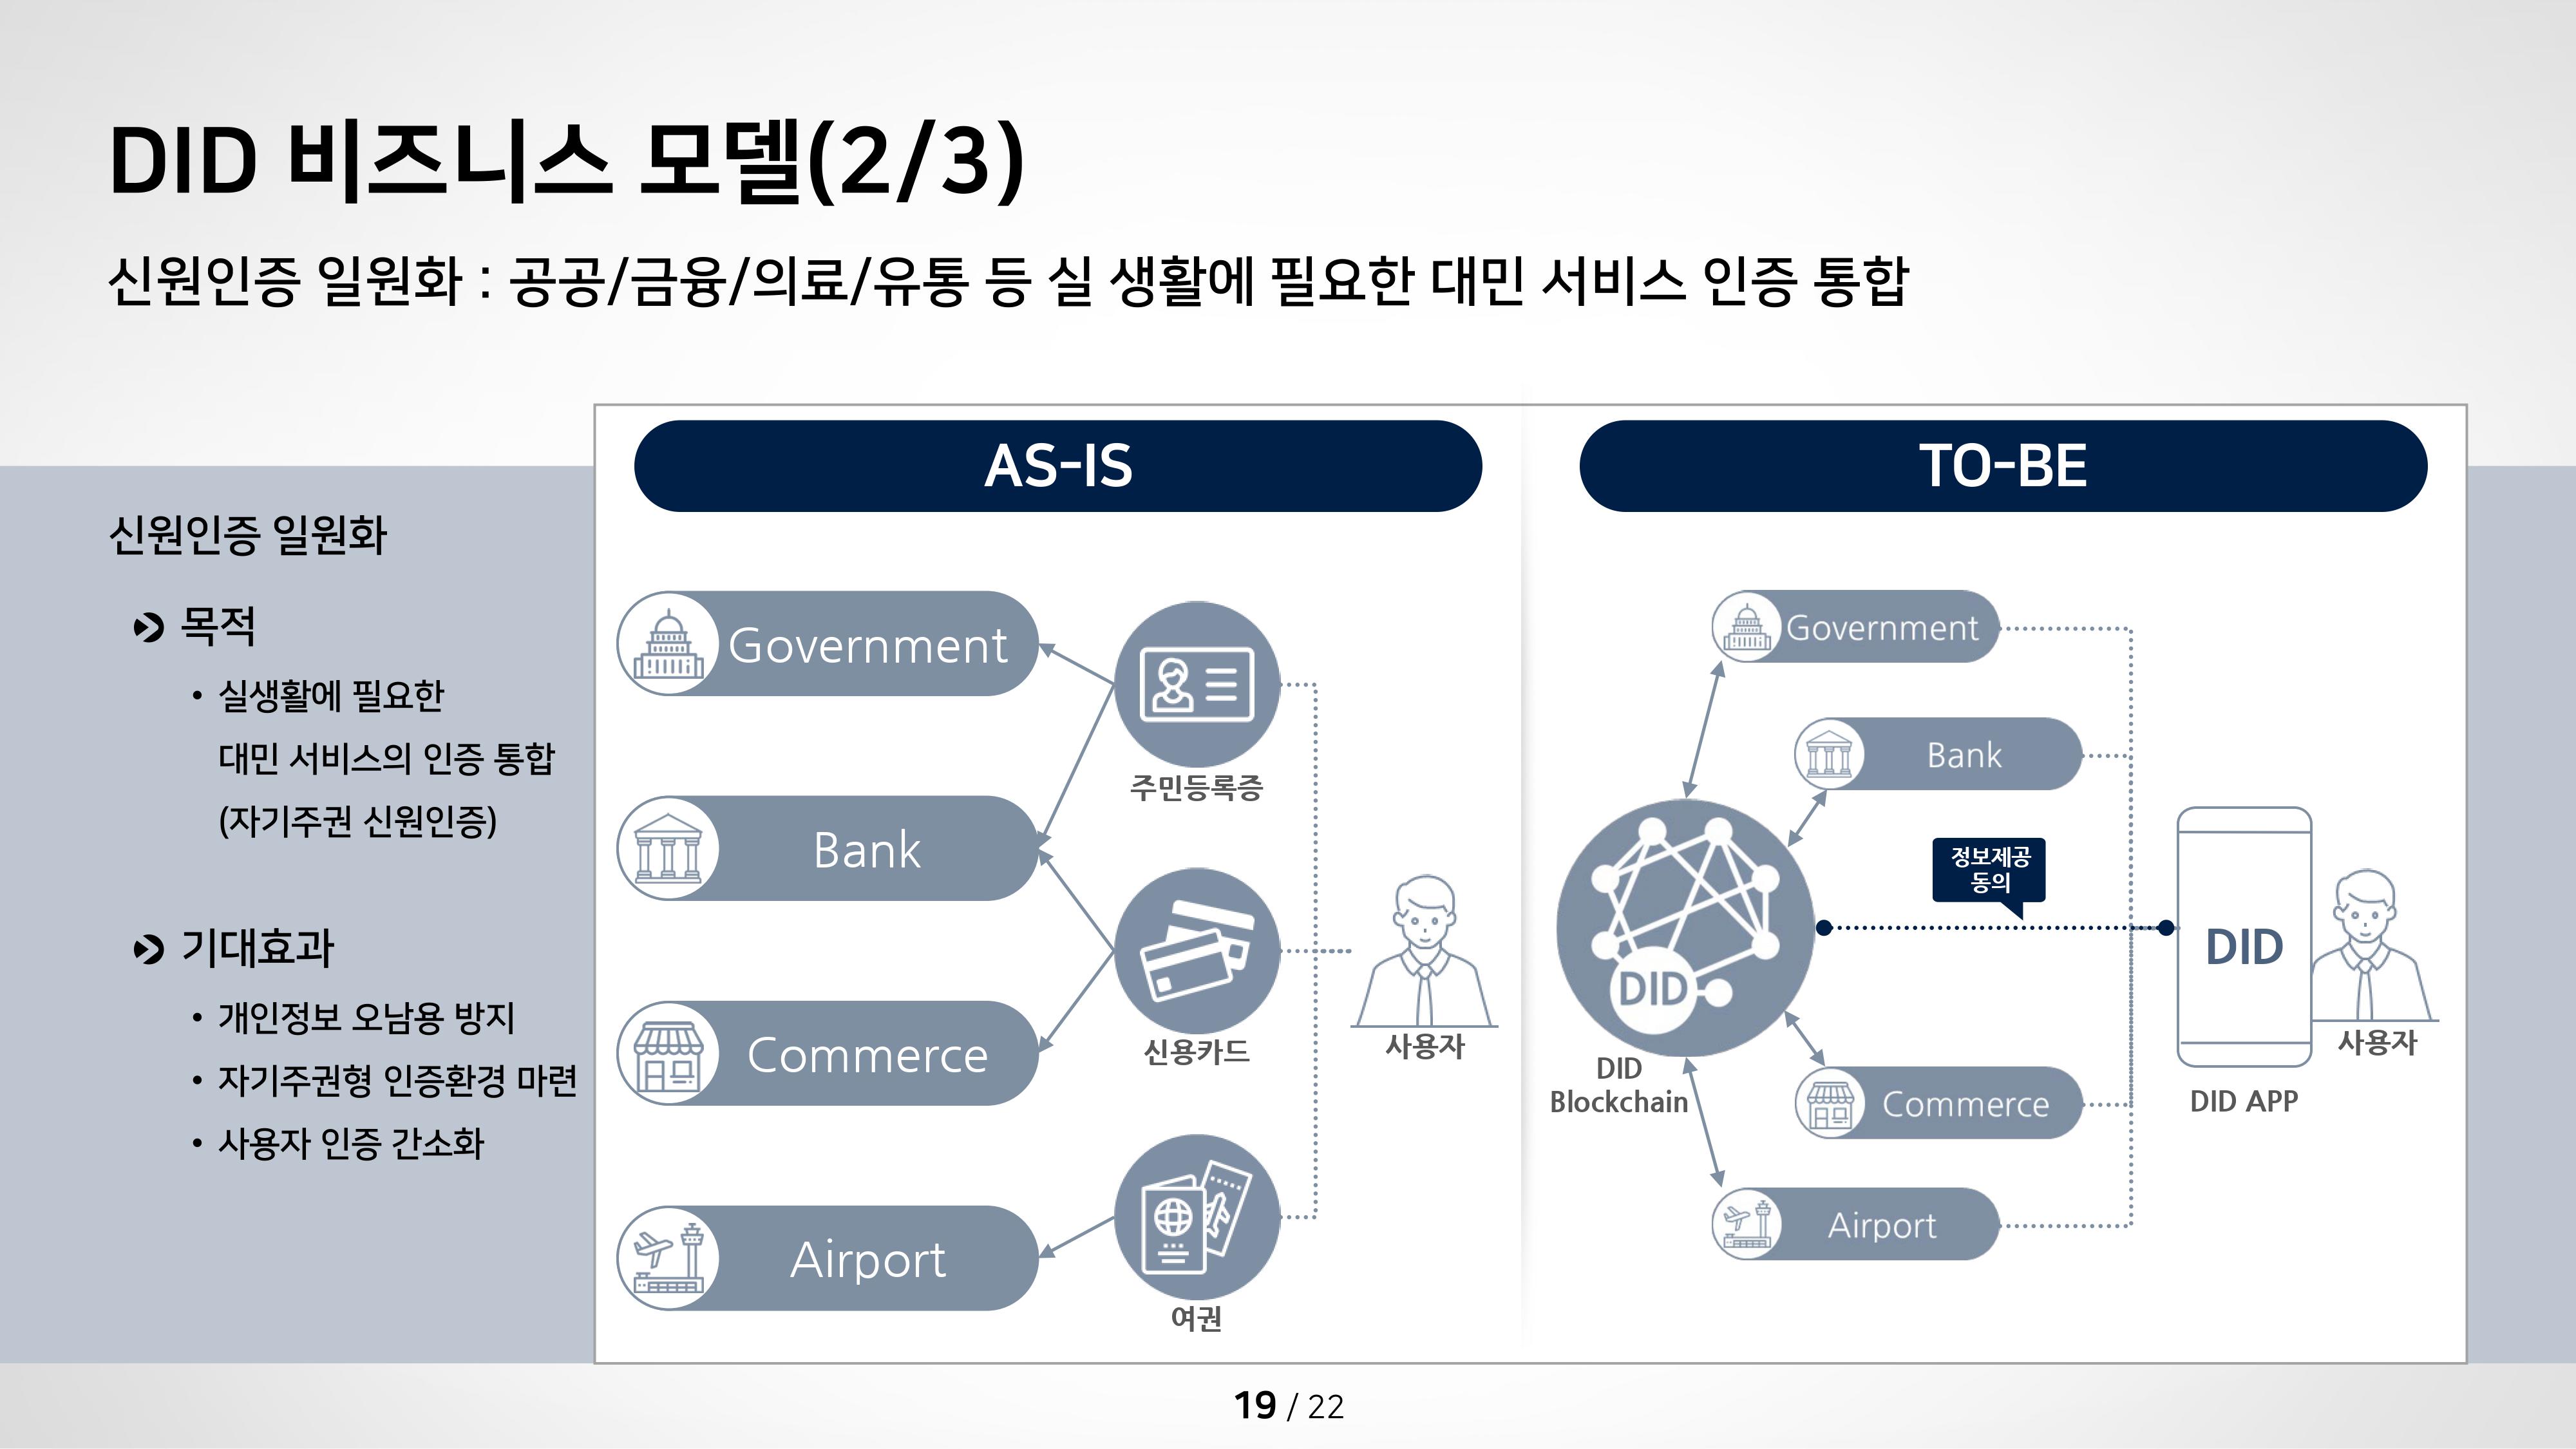 DID 비즈니스 모델(2/3)
신원인증 일원화 : 공공/금융/의료/유통 등 실 생활에 필요한 대민 서비스 인증 통합
신원인증 일원화
목적
• 실생활에 필요한
대민 서비스의 인증 통합
(자기주권 신원인증)
기대효과
• 개인정보 오남용 방지
• 자기주권형 인증환경 마련
• 사용자 인증 간소화
AS-IS
Government
Bank
Commerce
Airport
주민등록증
신용카드
여권
사용자
TO-BE
Government
Bank
정보제공
동의
DID
DID
Blockchain
Commerce
Airport
DID
DID APP
사용자
19 / 22